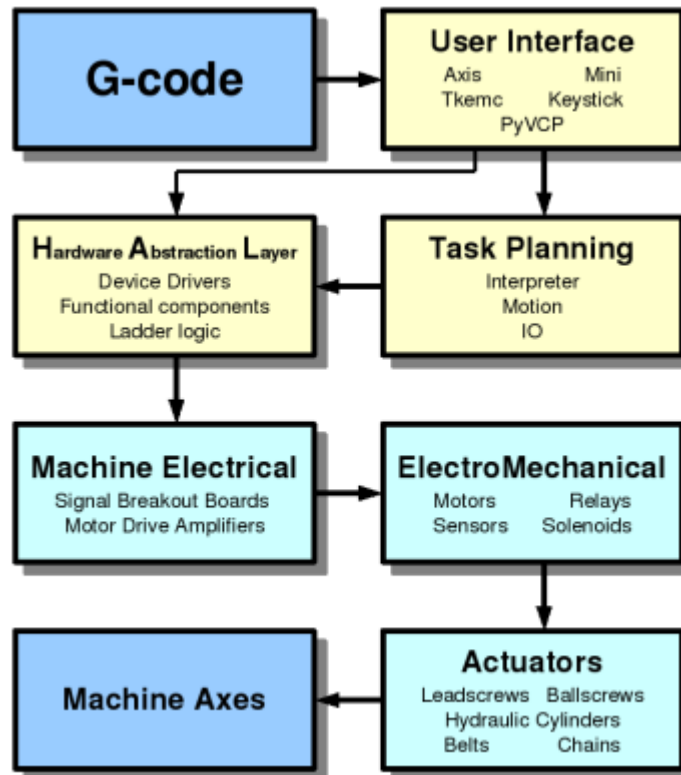 G-code
User Interface
Axis Mini
Tkemc Keystick
PyVCP
Hardware Abstraction Layer
Device Drivers
Functional components
Ladder logic
Task Planning
Interpreter
Motion
IO
Machine Electrical
Signal Breakout Boards
Motor Drive Amplifiers
ElectroMechanical
Motors Relays
Sensors Solenoids
Machine Axes
Actuators
Leadscrews Ballscrews
Hydraulic Cylinders
Belts Chains